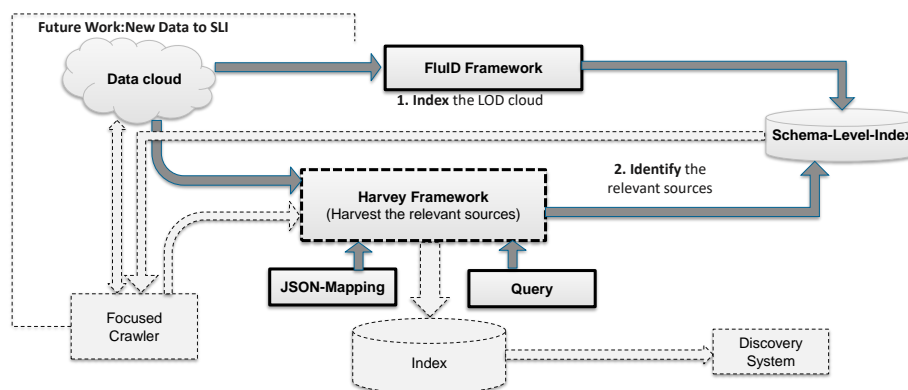 Future Work:New Data to SLI
Data cloud
FluID Framework
1. Index the LOD cloud
Schema-Level-Index
2. Identify the
relevant sources
Harvey Framework
(Harvest the relevant sources)
JSON-Mapping
Query
Focused
Crawler
Index
Discovery
System